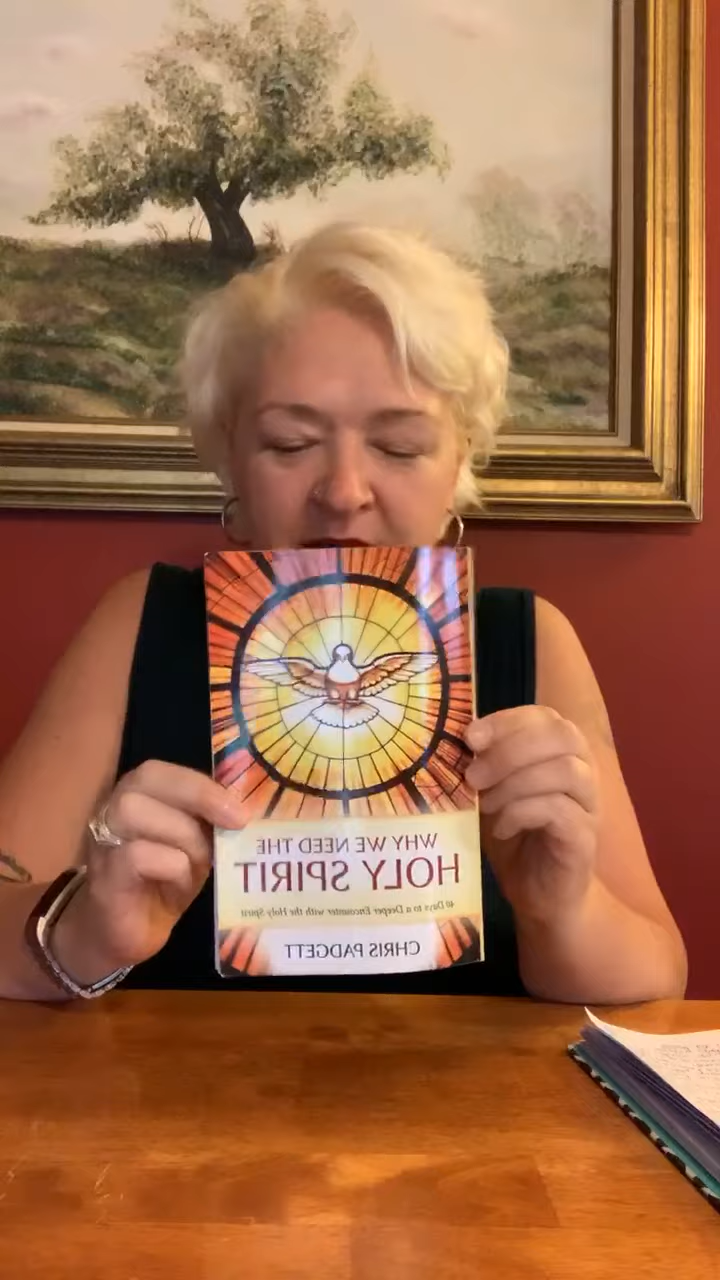 WHY WE NEED THE
HOLY SPIRIT
40 Days to a Deeper Encounter with the Holy Spirit
CHRIS PADGETT